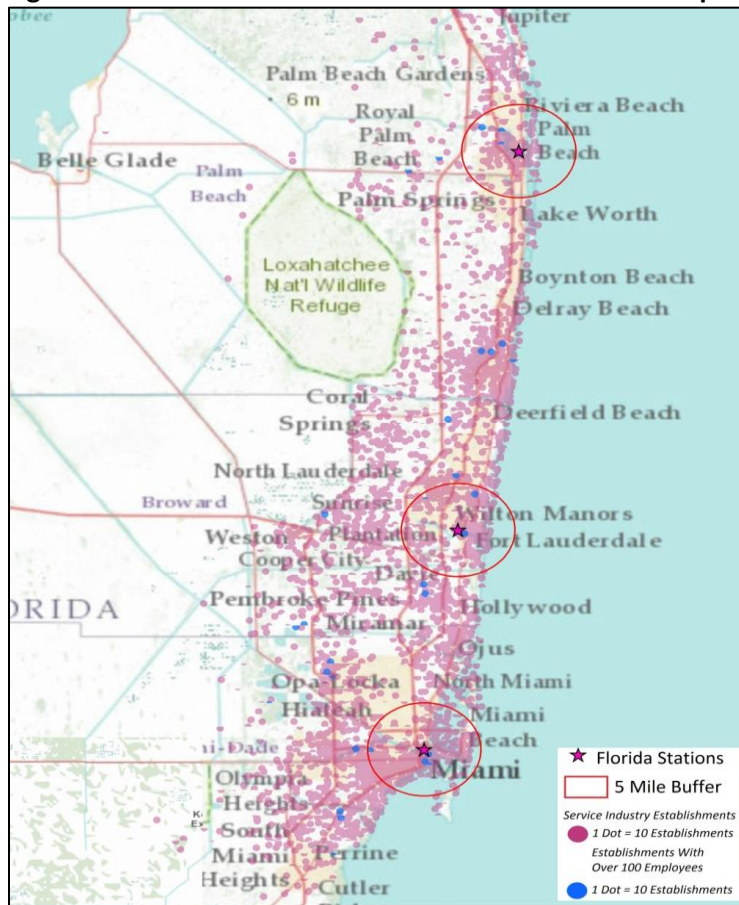 Jupiter
Palm Beach Gardens
6 m
Royal
Palm
Beach
Riviera Beach
Palm
Beach
Belle Glade
Palm
Beach
Palm Springs
Lake Worth
Loxahatchee
Nat'l Wildlife
Refuge
Boynton Beach
Delray Beach
Coral
Springs
Deerfield Beach
North Lauderdale
Broward
Sunrise
Wilton Manors
Weston
Plantation
Fort Lauderdale
Cooper City
Davie
ORIDA
Pembroke Pines
Hollywood
Miramar
Ojus
Opa-Locka
North Miami
Hialeah
Miami
Beach
ni-Dade
Miami
Olympia
Heights
South
Miami
Heights
Perrine
Cutler
Florida Stations
5 Mile Buffer
Service Industry Establishments
1 Dot = 10 Establishments
Establishments With
Over 100 Employees
1 Dot = 10 Establishments